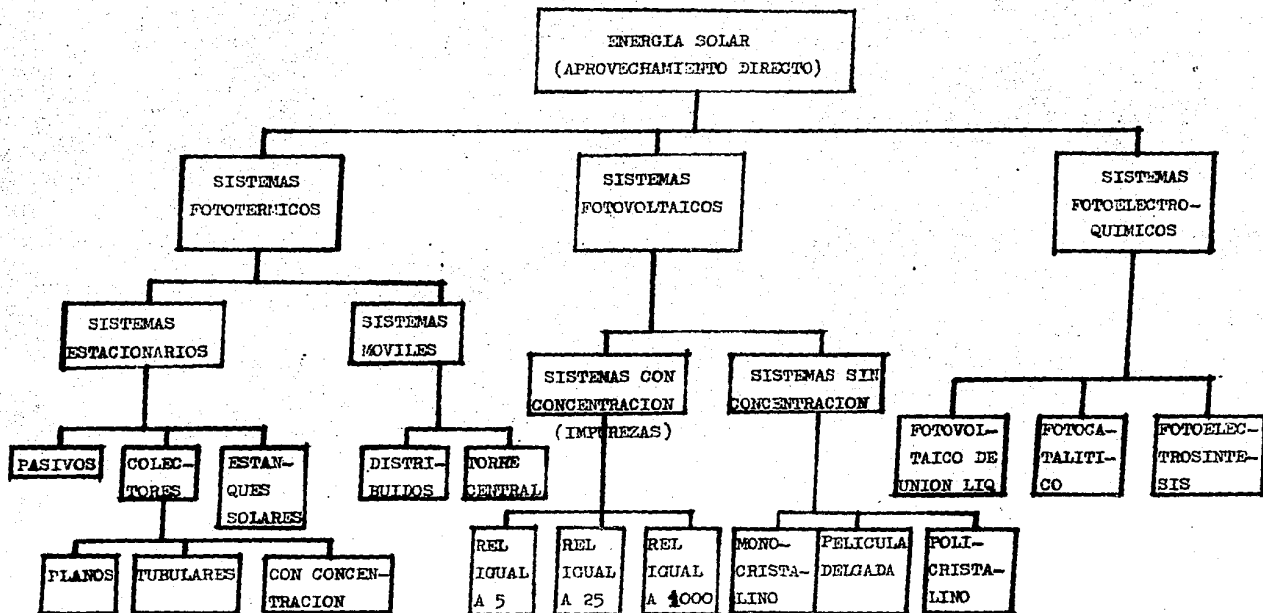 ENERGIA SOLAR
(APROVECHAMIENTO DIRECTO)
SISTEMAS
FOTOTERMICOS
SISTEMAS
FOTOVOLTAICOS
SISTEMAS
FOTOELECTRO-
QUIMICOS
SISTEMAS
ESTACIONARIOS
SISTEMAS
MOVILES
SISTEMAS CON
CONCENTRACION
(IMPUREZAS)
SISTEMAS SIN
CONCENTRACION
PASIVOS
COLEC-
TORES
ESTAN-
QUES
SOLARES
DISTRI-
BUIDOS
TORRE
CENTRAL
FOTOVOL-
TAICO DE
UNION LIQ
FOTOCA-
TALITI-
CO
FOTOELEC-
TROSINTE-
SIS
PLANOS
TUBULARES
CON CONCEN-
TRACION
REL
IGUAL
A 5
REL
IGUAL
A 25
REL
IGUAL
A 1000
MONO-
CRISTA-
LINO
PELICULA
DELGADA
POLI-
CRISTA-
LINO